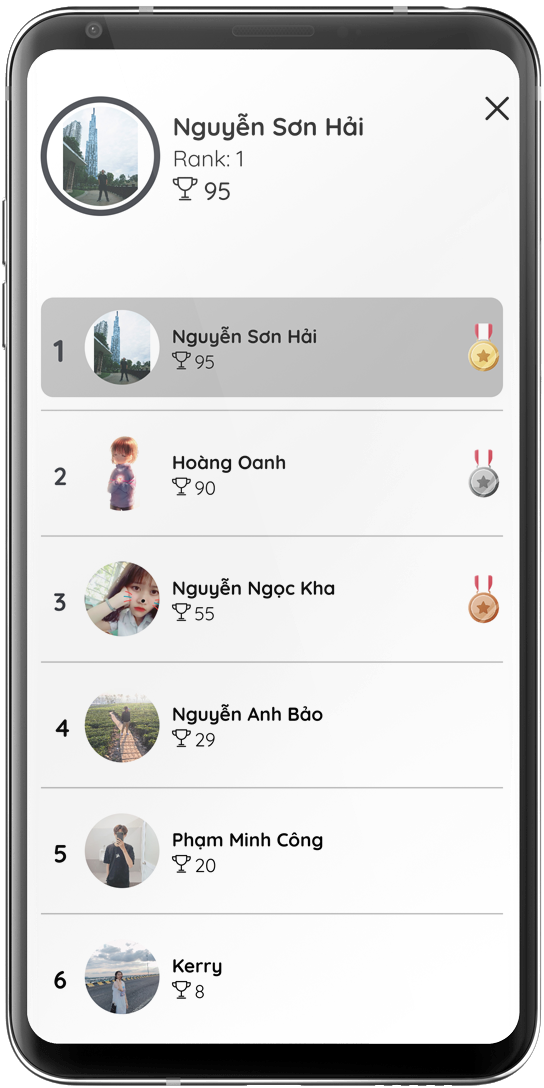 Nguyễn Sơn Hải
Rank: 1
95
1
Nguyễn Sơn Hải
95
2
Hoàng Oanh
90
3
Nguyễn Ngọc Kha
55
4
Nguyễn Anh Bảo
29
5
Phạm Minh Công
20
6
Kerry
8